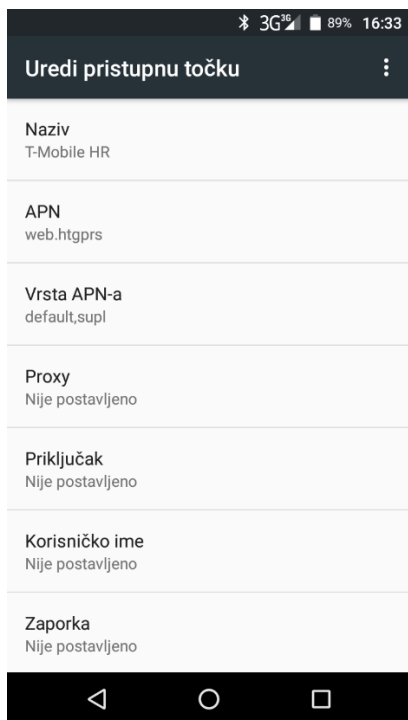 3G 3G 89% 16:33
Uredi pristupnu točku
Naziv
T-Mobile HR
APN
web.htgprs
Vrsta APN-a
default,supl
Proxy
Nije postavljeno
Priključak
Nije postavljeno
Korisničko ime
Nije postavljeno
Zaporka
Nije postavljeno